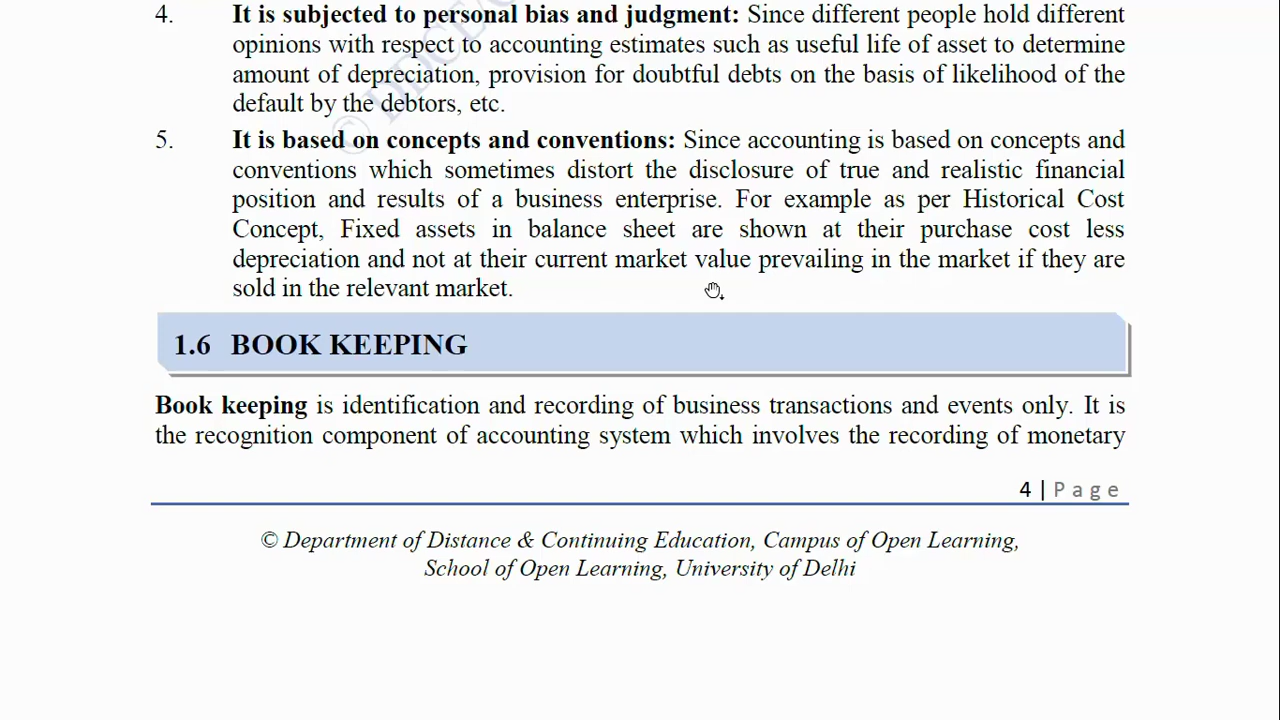 4. It is subjected to personal bias and judgment: Since different people hold different
opinions with respect to accounting estimates such as useful life of asset to determine
amount of depreciation, provision for doubtful debts on the basis of likelihood of the
default by the debtors, etc.
5. It is based on concepts and conventions: Since accounting is based on concepts and
conventions which sometimes distort the disclosure of true and realistic financial
position and results of a business enterprise. For example as per Historical Cost
Concept, Fixed assets in balance sheet are shown at their purchase cost less
depreciation and not at their current market value prevailing in the market if they are
sold in the relevant market.
1.6 BOOK KEEPING
Book keeping is identification and recording of business transactions and events only. It is
the recognition component of accounting system which involves the recording of monetary
4 | Page
© Department of Distance & Continuing Education, Campus of Open Learning,
School of Open Learning, University of Delhi